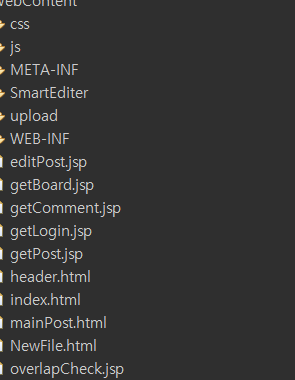 WebContent
css
js
META-INF
SmartEditer
upload
WEB-INF
editPost.jsp
getBoard.jsp
getComment.jsp
getLogin.jsp
getPost.jsp
header.html
index.html
mainPost.html
NewFile.html
overlapCheck.jsp